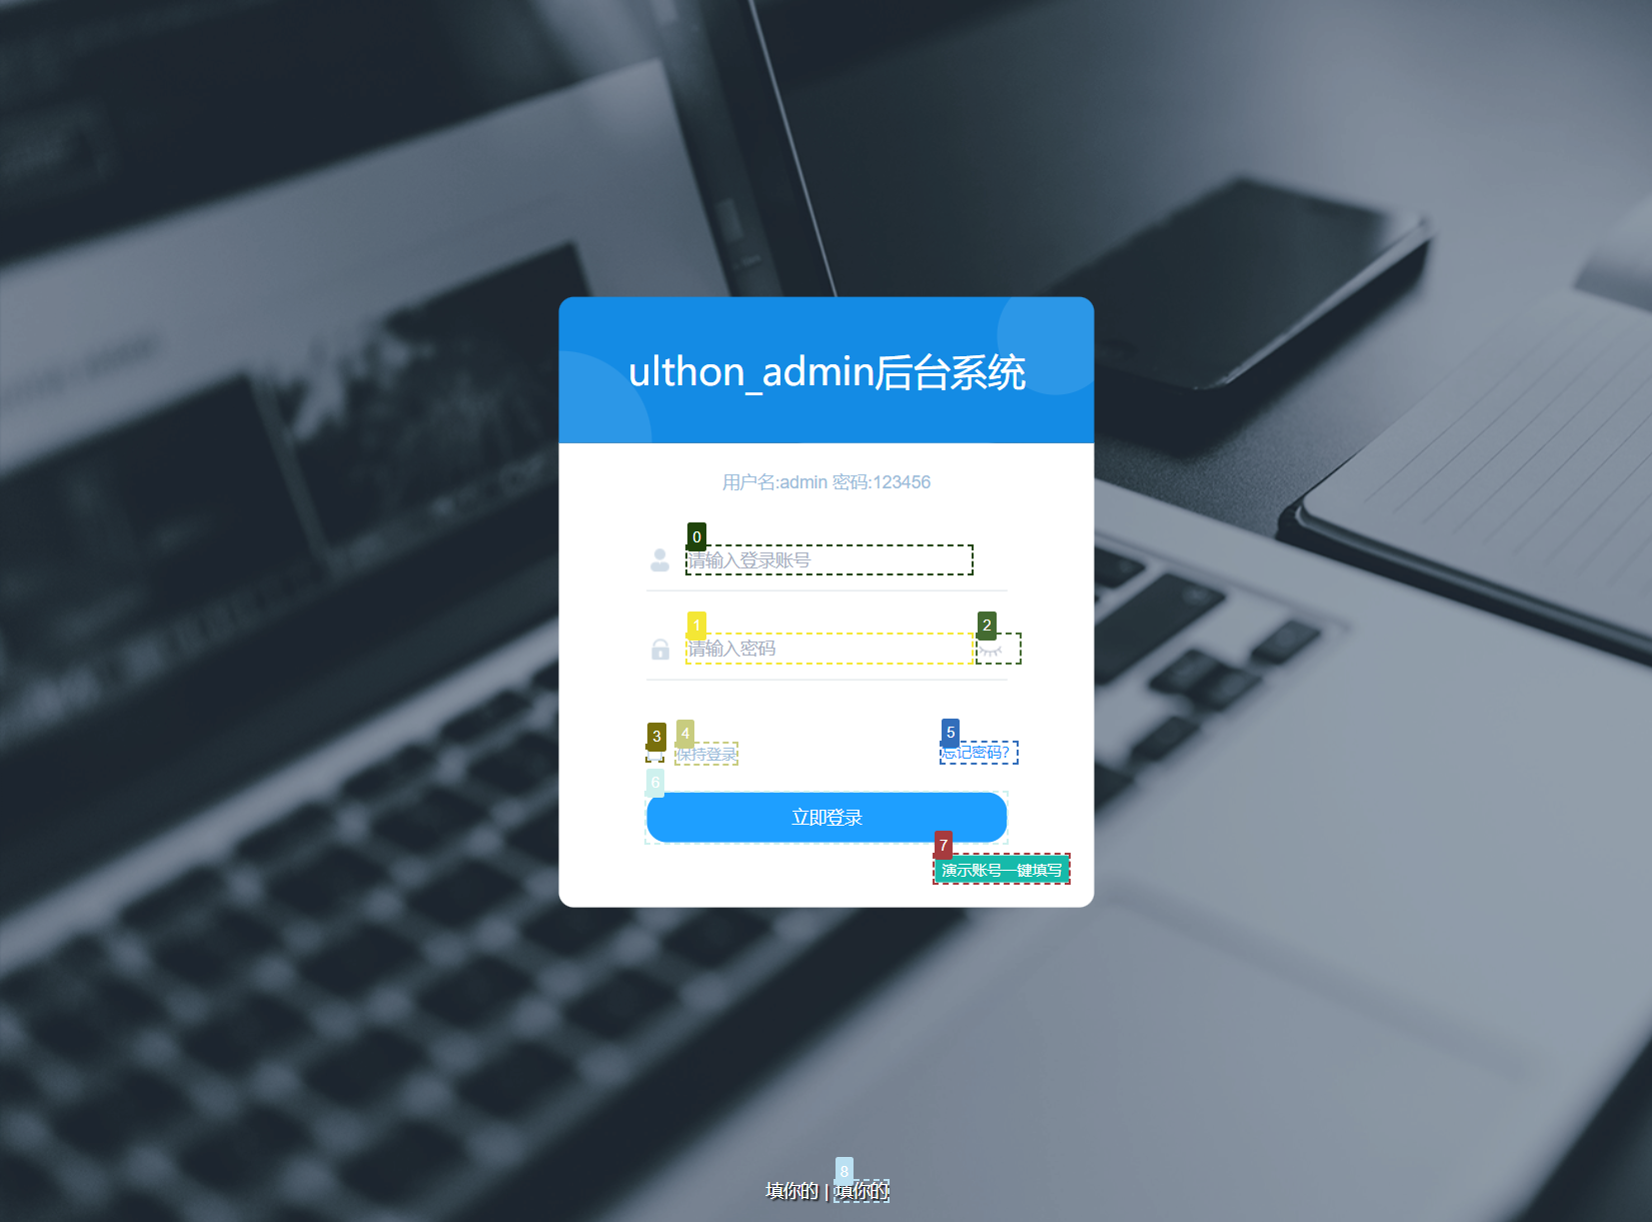 ulthon_admin后台系统
用户名:admin 密码:123456
0
请输入登录账号
1
2
请输入密码
3
4
5
保持登录
忘记密码?
6
立即登录
7
演示账号一键填写
8
填你的 | 填你的